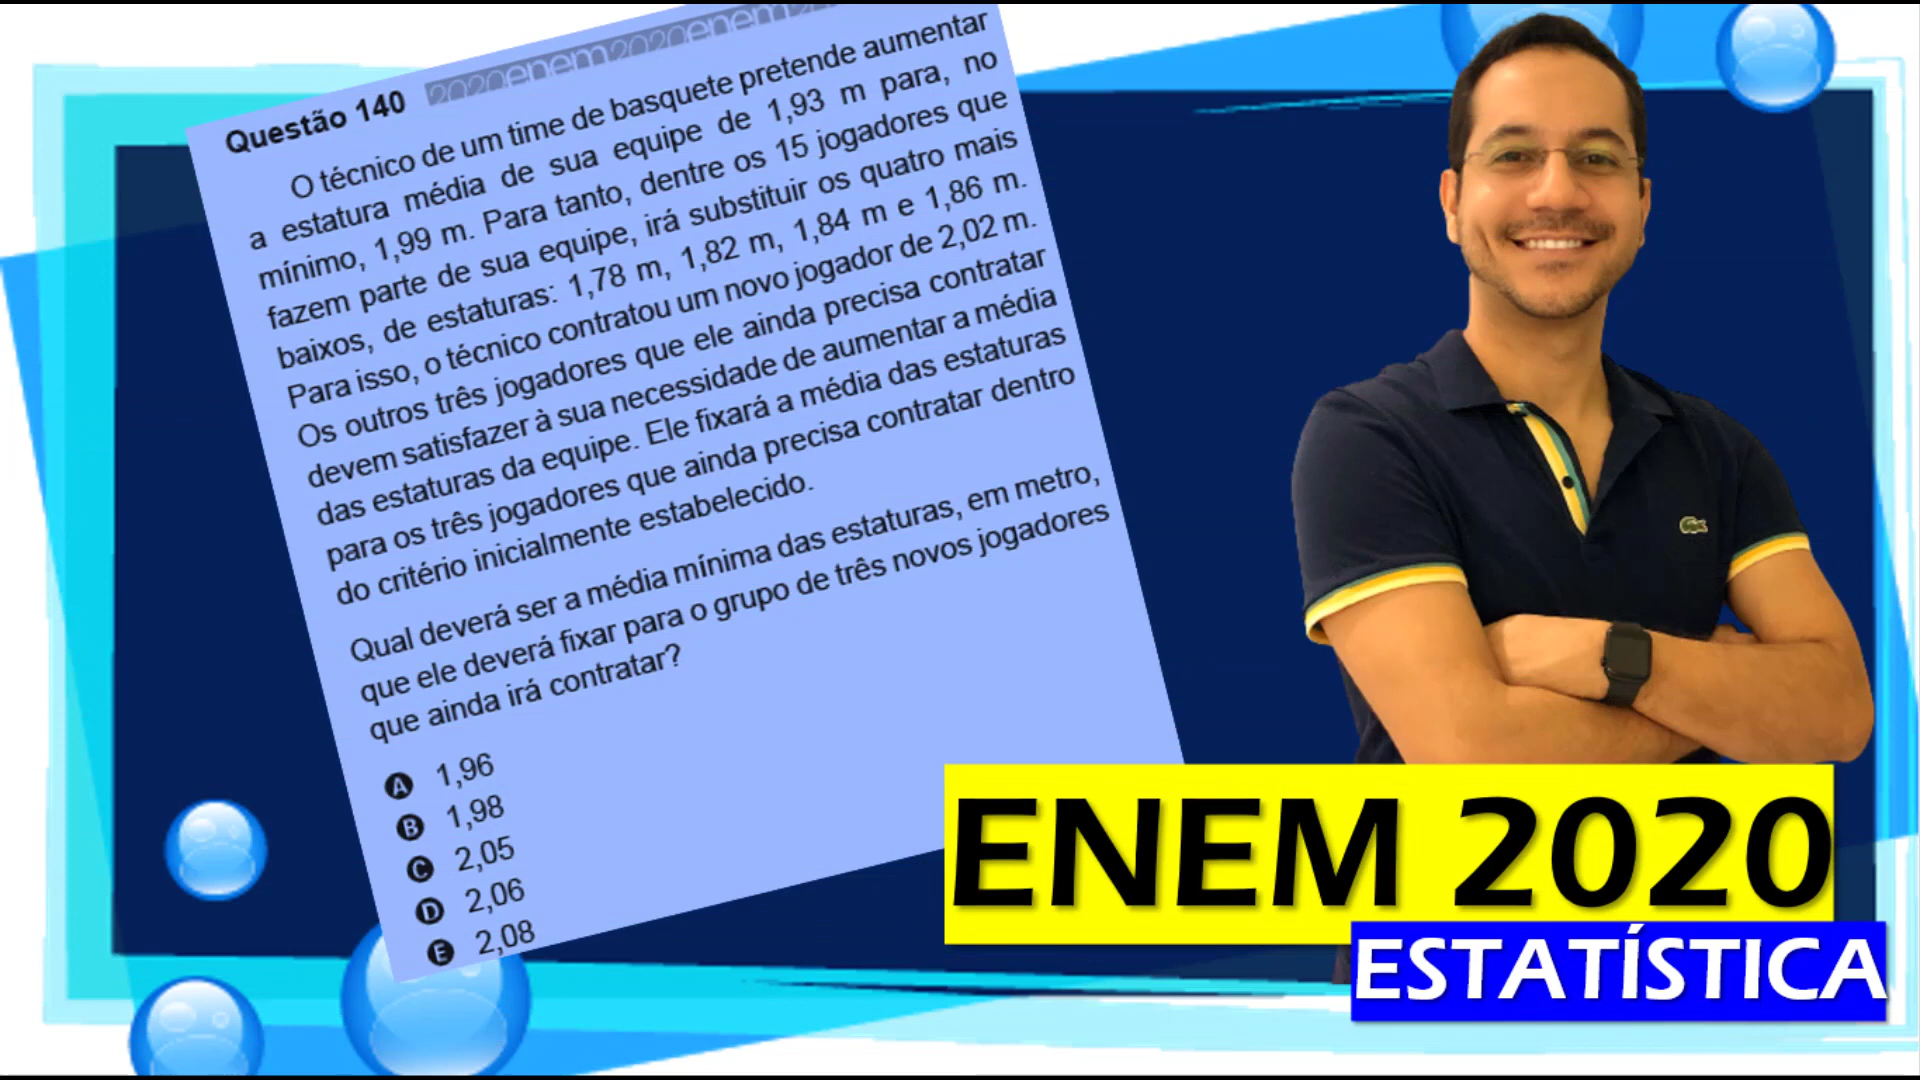 2020enem2020enem2
Questão 140
O técnico de um time de basquete pretende aumentar
a estatura média de sua equipe de 1,93 m para, no
mínimo, 1,99 m. Para tanto, dentre os 15 jogadores que
fazem parte de sua equipe, irá substituir os quatro mais
baixos, de estaturas: 1,78 m, 1,82 m, 1,84 m e 1,86 m.
Para isso, o técnico contratou um novo jogador de 2,02 m.
Os outros três jogadores que ele ainda precisa contratar
devem satisfazer à sua necessidade de aumentar a média
das estaturas da equipe. Ele fixará a média das estaturas
para os três jogadores que ainda precisa contratar dentro
do critério inicialmente estabelecido.
Qual deverá ser a média mínima das estaturas, em metro,
que ele deverá fixar para o grupo de três novos jogadores
que ainda irá contratar?
A 1,96
B 1,98
C 2,05
D 2,06
E 2,08
ENEM 2020
ESTATÍSTICA